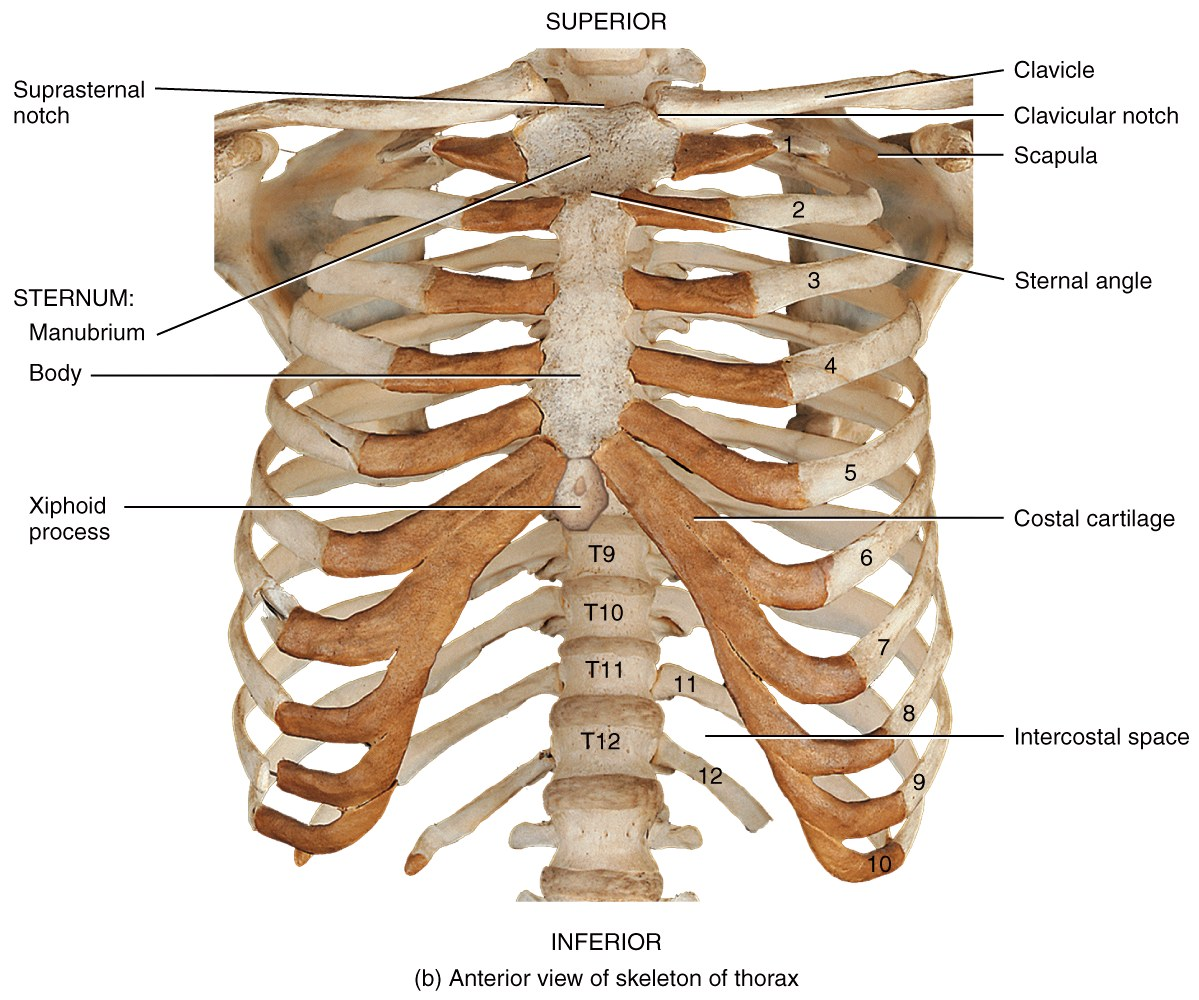 SUPERIOR
Suprasternal
notch
Clavicle
Clavicular notch
Scapula
1
2
3
Sternal angle
STERNUM:
Manubrium
Body
4
5
Xiphoid
process
Costal cartilage
T9
6
T10
7
T11
11
8
T12
Intercostal space
12
9
10
INFERIOR
(b) Anterior view of skeleton of thorax